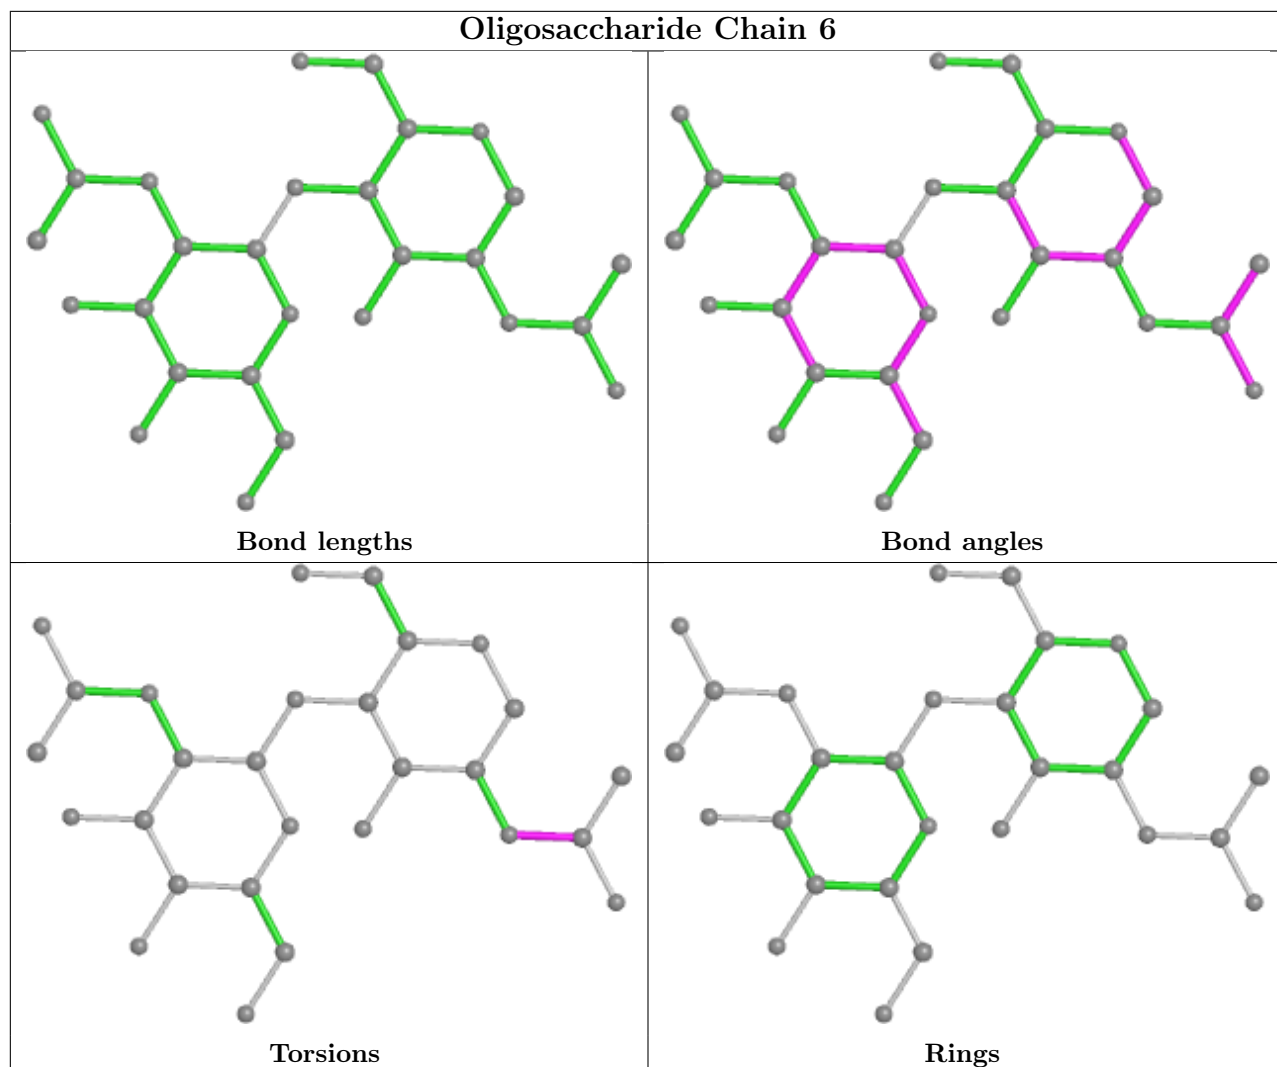 Oligosaccharide Chain 6
Bond lengths
Bond angles
Torsions
Rings